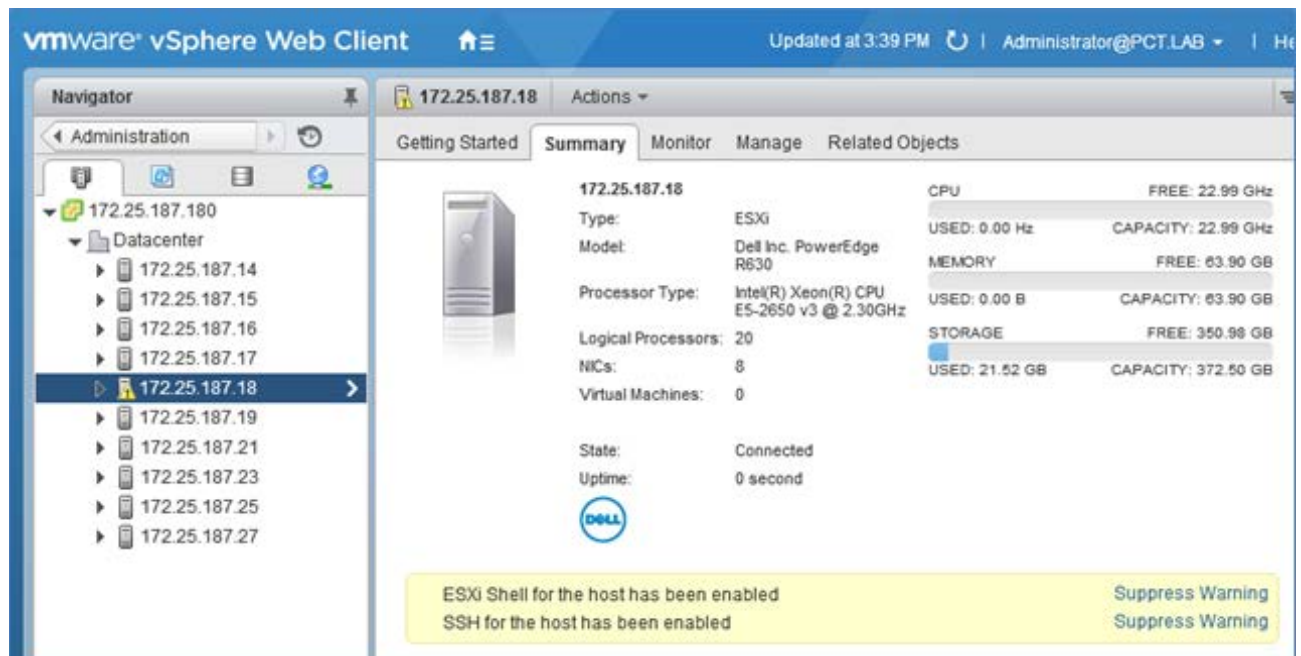 vmware® vSphere Web Client Updated at 3:39 PM | Administrator@PCT.LAB | He
Navigator
Administration
172.25.187.180
Datacenter
172.25.187.14
172.25.187.15
172.25.187.16
172.25.187.17
172.25.187.18
172.25.187.19
172.25.187.21
172.25.187.23
172.25.187.25
172.25.187.27
172.25.187.18 Actions
Getting Started Summary Monitor Manage Related Objects
172.25.187.18
Type: ESXi
Model: Dell Inc. PowerEdge
R630
Processor Type: Intel(R) Xeon(R) CPU
E5-2650 v3 @ 2.30GHz
Logical Processors: 20
NICs: 8
Virtual Machines: 0
State: Connected
Uptime: 0 second
DELL
CPU FREE: 22.99 GHz
USED: 0.00 Hz CAPACITY: 22.99 GHz
MEMORY FREE: 63.90 GB
USED: 0.00 B CAPACITY: 63.90 GB
STORAGE FREE: 350.98 GB
USED: 21.52 GB CAPACITY: 372.50 GB
ESXi Shell for the host has been enabled Suppress Warning
SSH for the host has been enabled Suppress Warning